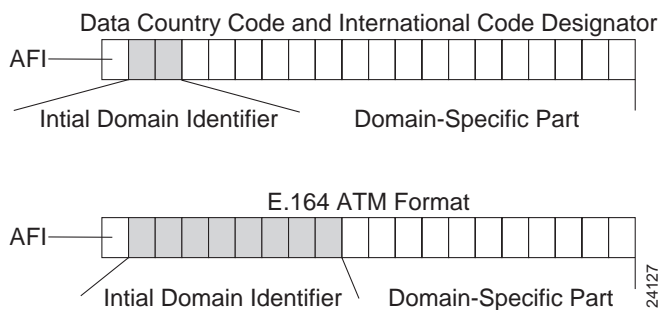 Data Country Code and International Code Designator
AFI
Intial Domain Identifier Domain-Specific Part
E.164 ATM Format
AFI
Intial Domain Identifier Domain-Specific Part
24127